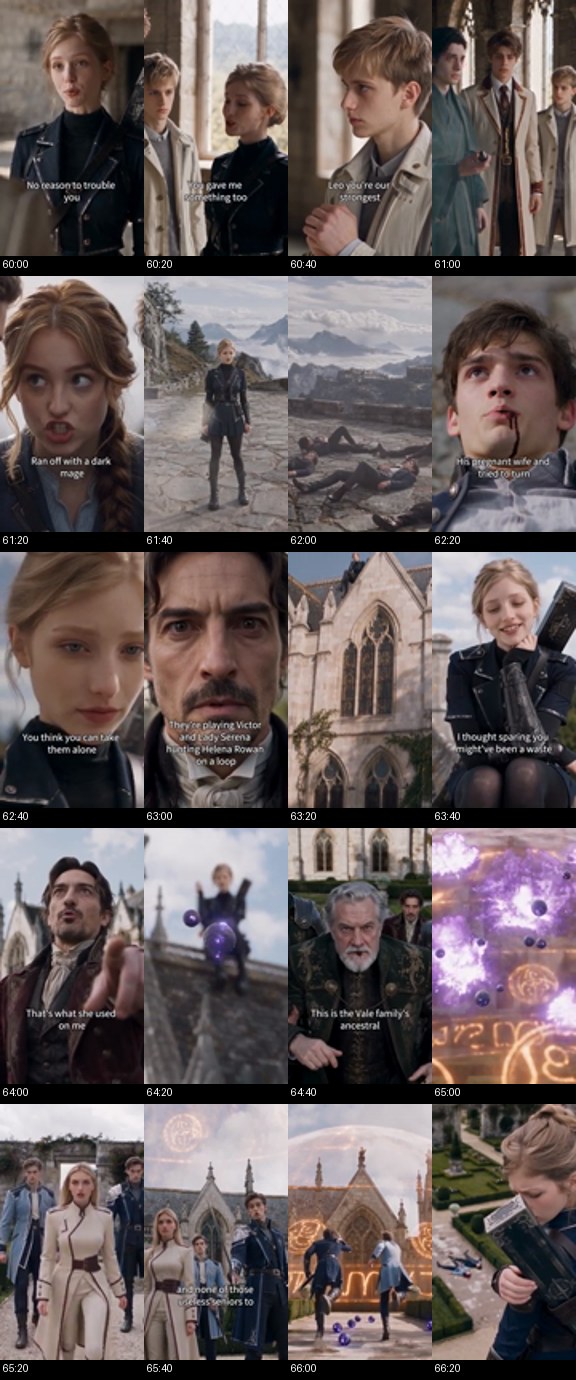 No reason to trouble
you
You gave me
something too
Leo you're our
strongest
60:00
60:20
60:40
61:00
Ran off with a dark
mage
His pregnant wife and
tried to turn
61:20
61:40
62:00
62:20
You think you can take
them alone
They're playing Victor
and Lady Serena
hunting Helena Rowan
on a loop
I thought sparing you
might've been a waste
62:40
63:00
63:20
63:40
That's what she used
on me
This is the Vale family's
ancestral
64:00
64:20
64:40
65:00
and none of those
useless seniors to
65:20
65:40
66:00
66:20